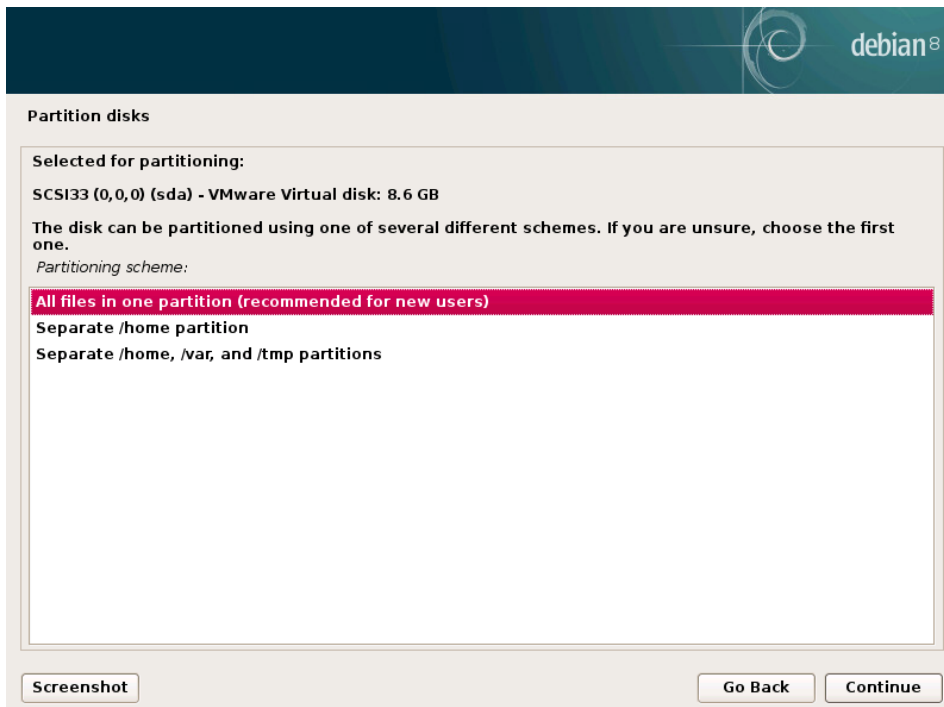 debian 8
Partition disks
Selected for partitioning:
SCSI33 (0,0,0) (sda) - VMware Virtual disk: 8.6 GB
The disk can be partitioned using one of several different schemes. If you are unsure, choose the first
one.
Partitioning scheme:
All files in one partition (recommended for new users)
Separate /home partition
Separate /home, /var, and /tmp partitions
Screenshot
Go Back
Continue